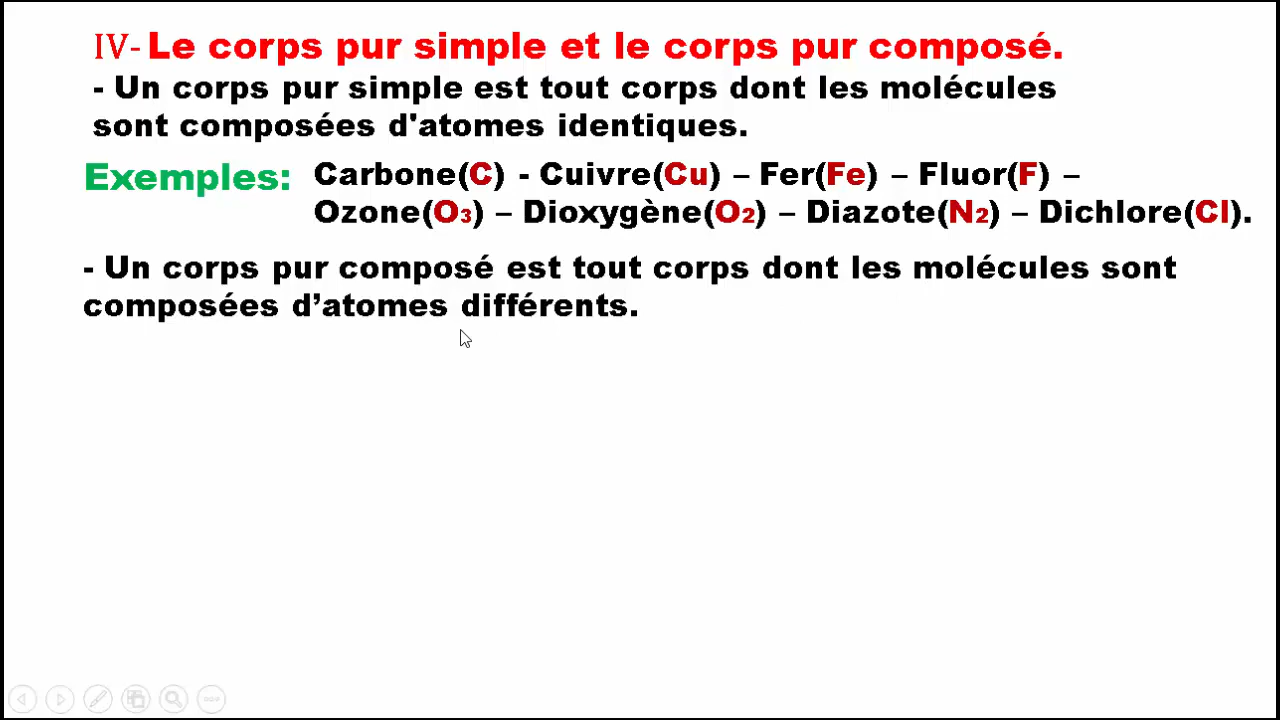 IV- Le corps pur simple et le corps pur composé.
- Un corps pur simple est tout corps dont les molécules
sont composées d'atomes identiques.
Exemples: Carbone(C) - Cuivre(Cu) – Fer(Fe) – Fluor(F) –
Ozone(O₃) – Dioxygène(O₂) – Diazote(N₂) – Dichlore(Cl).
- Un corps pur composé est tout corps dont les molécules sont
composées d’atomes différents.